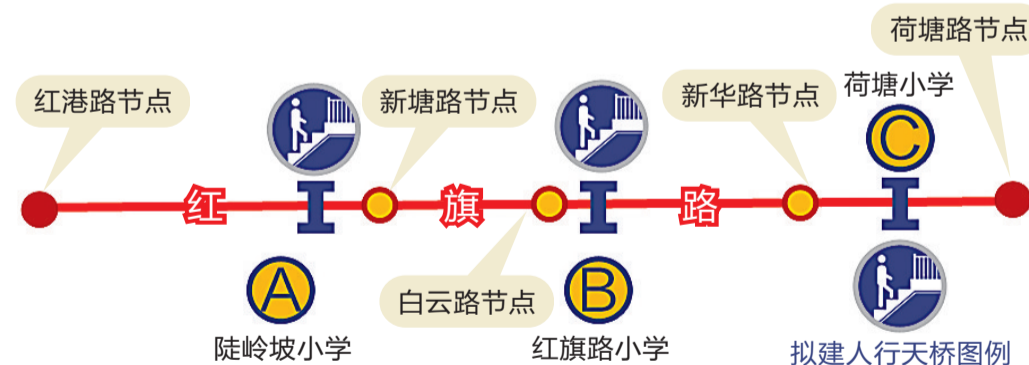 荷塘路节点
红港路节点
新塘路节点
新华路节点
荷塘小学
C
红
旗
路
A
白云路节点
B
陡岭坡小学
红旗路小学
拟建人行天桥图例